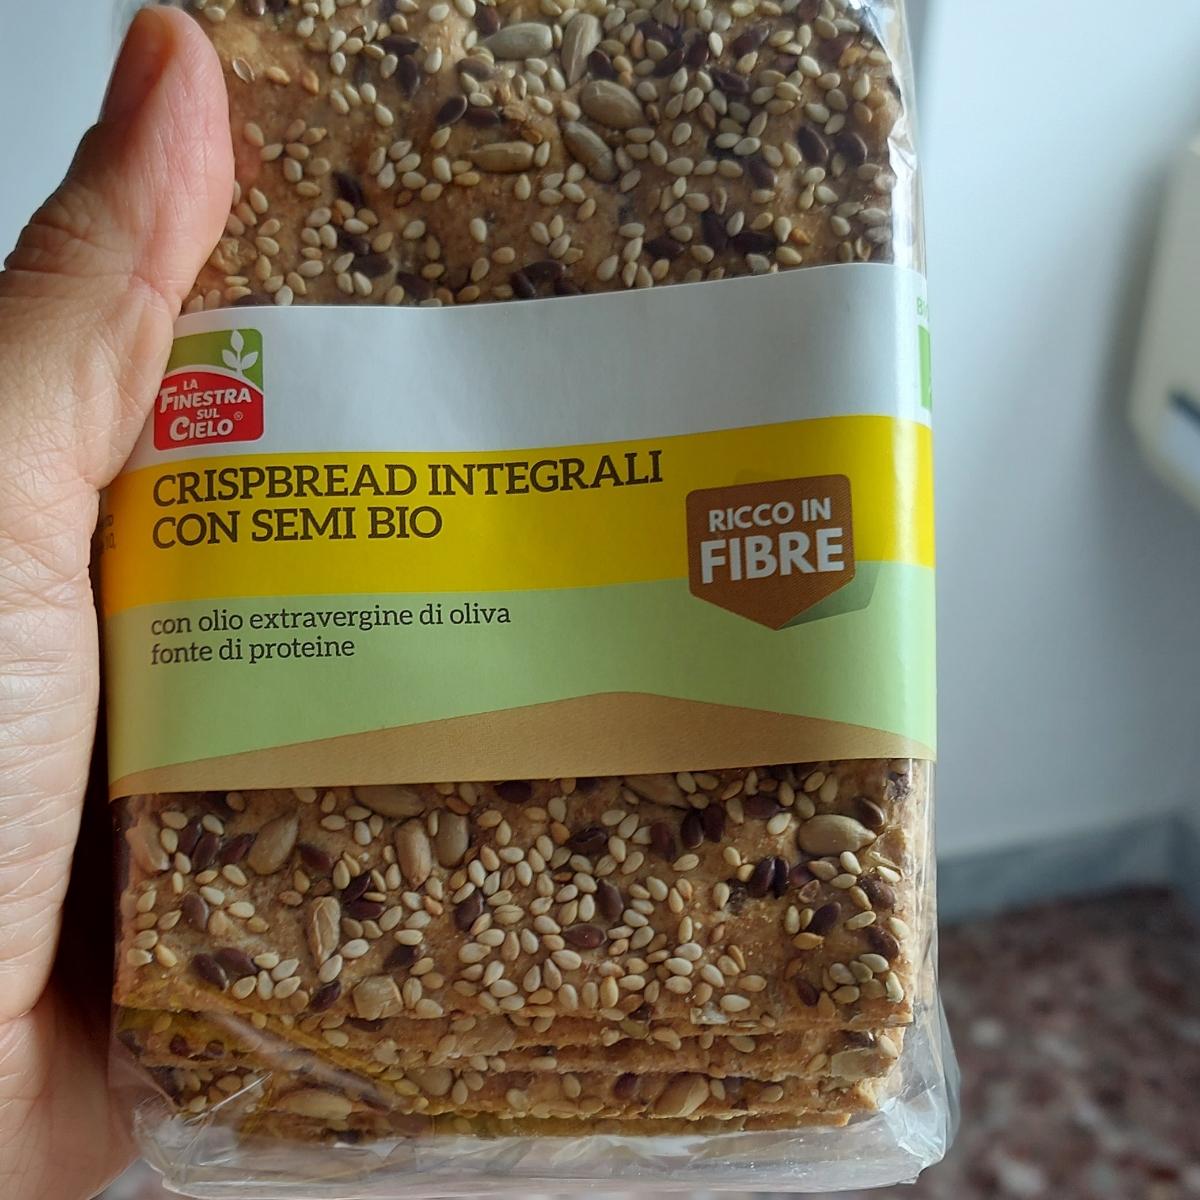 LA
FINESTRA
SUL
CIELO®
CRISPBREAD INTEGRALI
CON SEMI BIO
RICCO IN
FIBRE
con olio extravergine di oliva
fonte di proteine